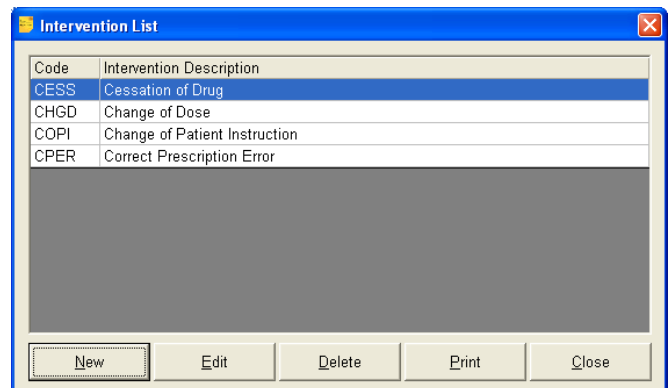 Intervention List
Code Intervention Description
CESS Cessation of Drug
CHGD Change of Dose
COPI Change of Patient Instruction
CPER Correct Prescription Error
New Edit Delete Print Close